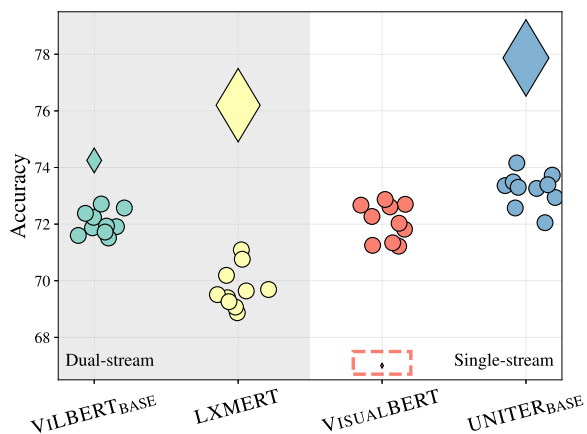 Accuracy
78
76
74
72
70
68
Dual-stream
Single-stream
VILBERTBASE
LXMERT
VISUALBERT
UNITERBASE